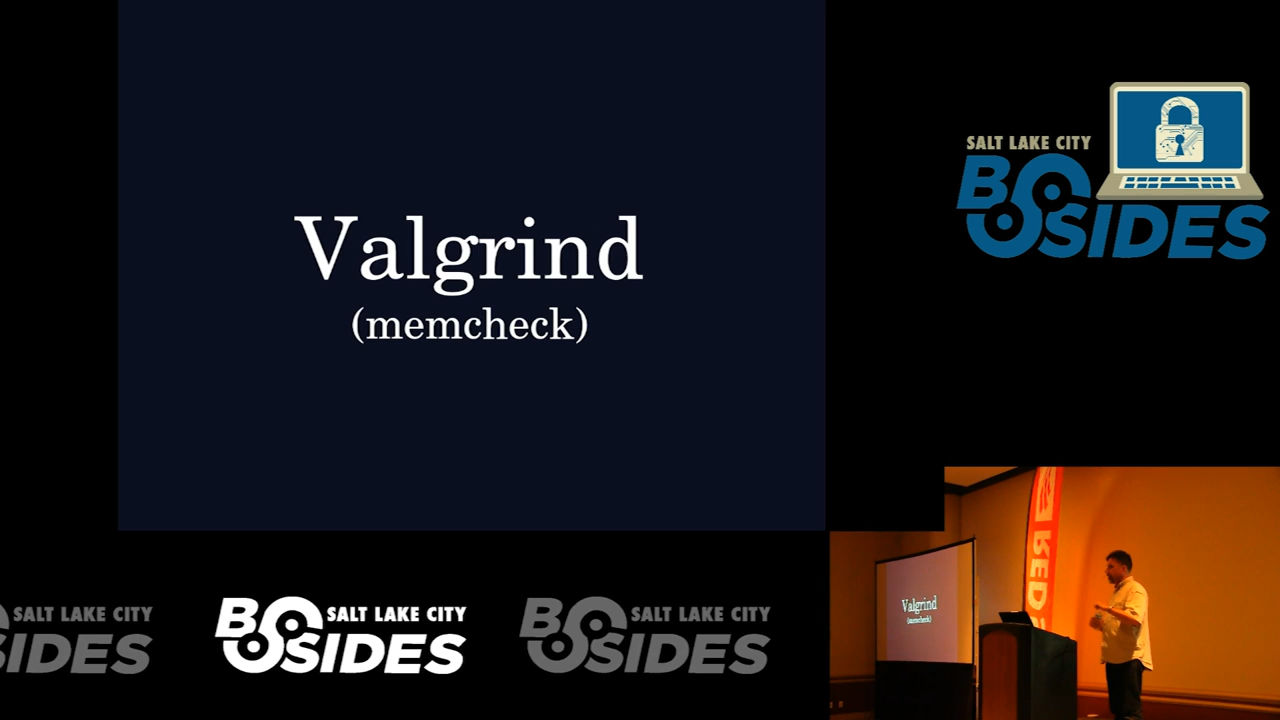 Valgrind
(memcheck)
SALT LAKE CITY
BSIDES
SALT LAKE CITY
SIDES
SALT LAKE CITY
BSIDES
SALT LAKE CITY
BSIDES
Valgrind
(memcheck)
RED